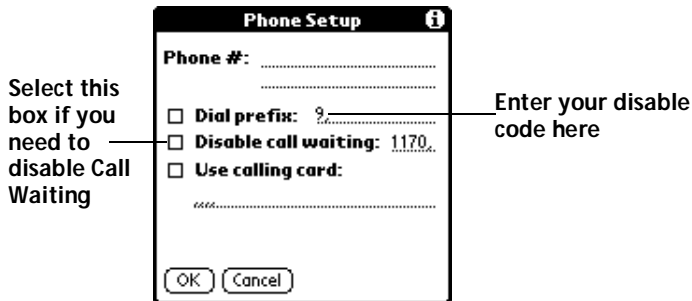 Phone Setup i
Phone #:
Dial prefix: 9,
Disable call waiting: 1170,
Use calling card:
,,,,
OK Cancel
Select this
box if you
need to
disable Call
Waiting
Enter your disable
code here